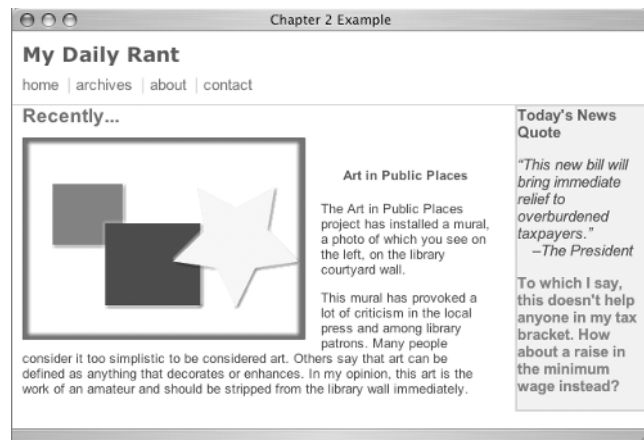 Chapter 2 Example
My Daily Rant
home | archives | about | contact
Recently...
Art in Public Places
The Art in Public Places
project has installed a mural,
a photo of which you see on
the left, on the library
courtyard wall.
This mural has provoked a
lot of criticism in the local
press and among library
patrons. Many people
consider it too simplistic to be considered art. Others say that art can be
defined as anything that decorates or enhances. In my opinion, this art is the
work of an amateur and should be stripped from the library wall immediately.
Today's News
Quote
“This new bill will
bring immediate
relief to
overburdened
taxpayers.”
–The President
To which I say,
this doesn't help
anyone in my tax
bracket. How
about a raise in
the minimum
wage instead?